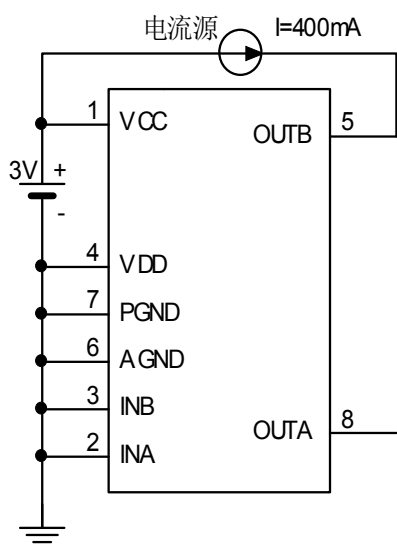 电流源 I=400mA
1 VCC
OUTB 5
3V +
-
4 VDD
7 PGND
6 AGND
3 INB
OUTA 8
2 INA